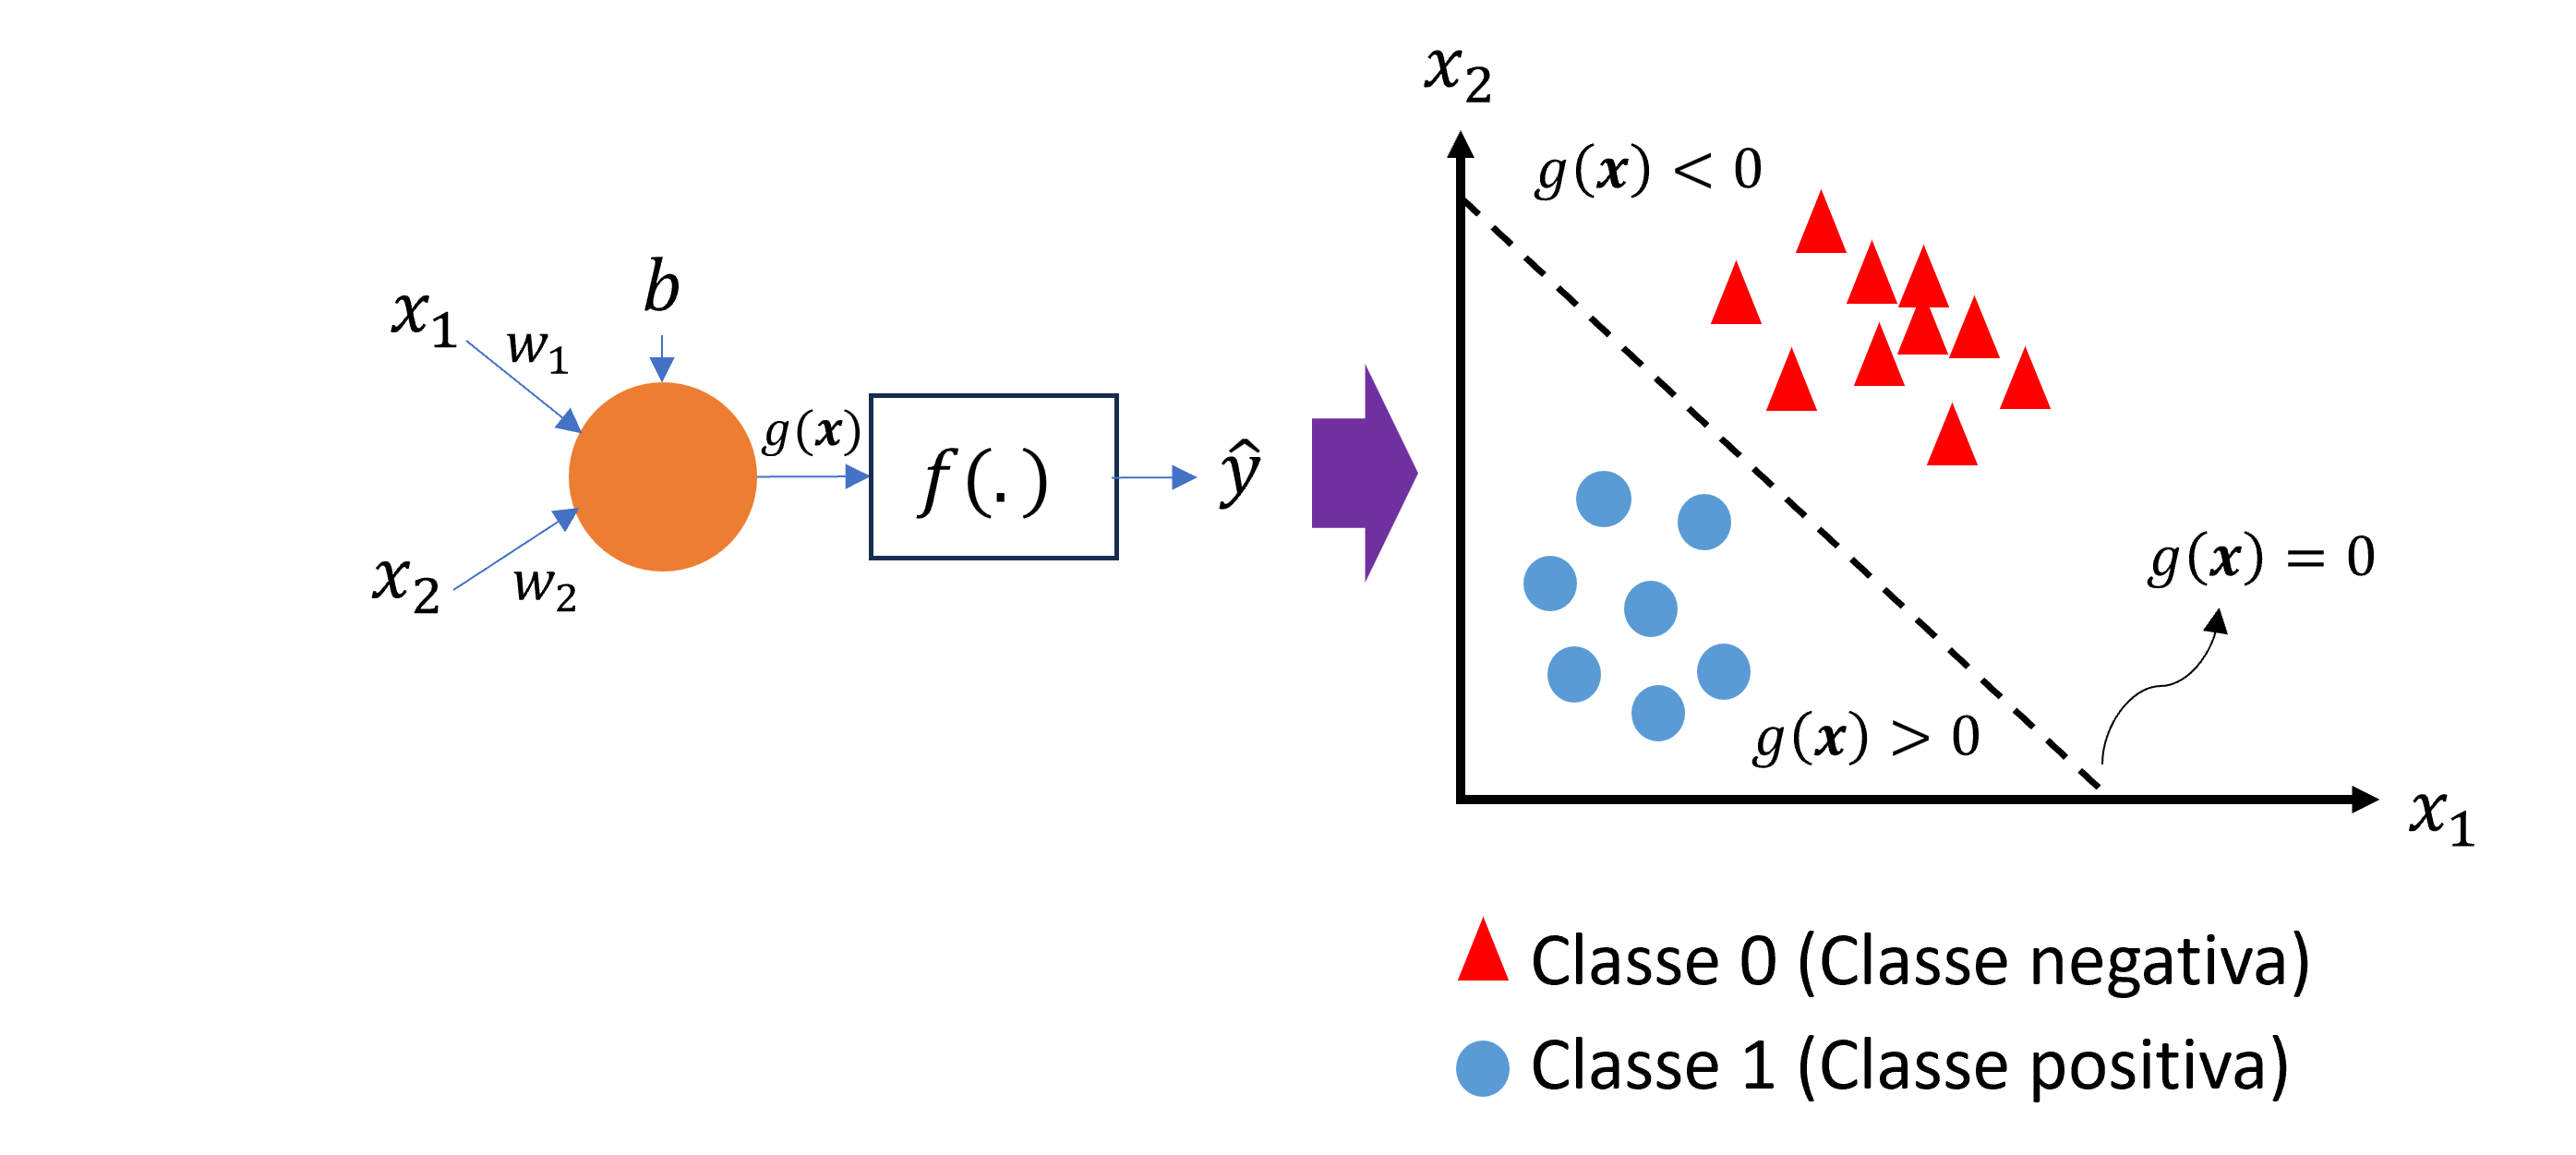 x₁
w₁
b
x₂
w₂
g(x)
f(.)
ŷ
x₂
g(x) < 0
g(x) = 0
g(x) > 0
x₁
Classe 0 (Classe negativa)
Classe 1 (Classe positiva)